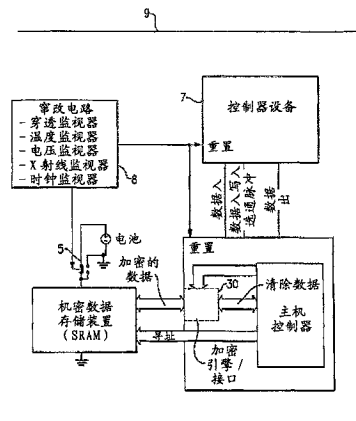 9
窜改电路
- 穿透监视器
- 温度监视器
- 电压监视器
- X射线监视器
- 时钟监视器
8
7
控制器设备
重置
数据入
数据入写入
选通脉冲
数据
出
5
电池
加密的
数据
重置
30
清除数据
主机
控制器
机密数据
存储装置
(SRAM)
寻址
加密
引擎/
接口